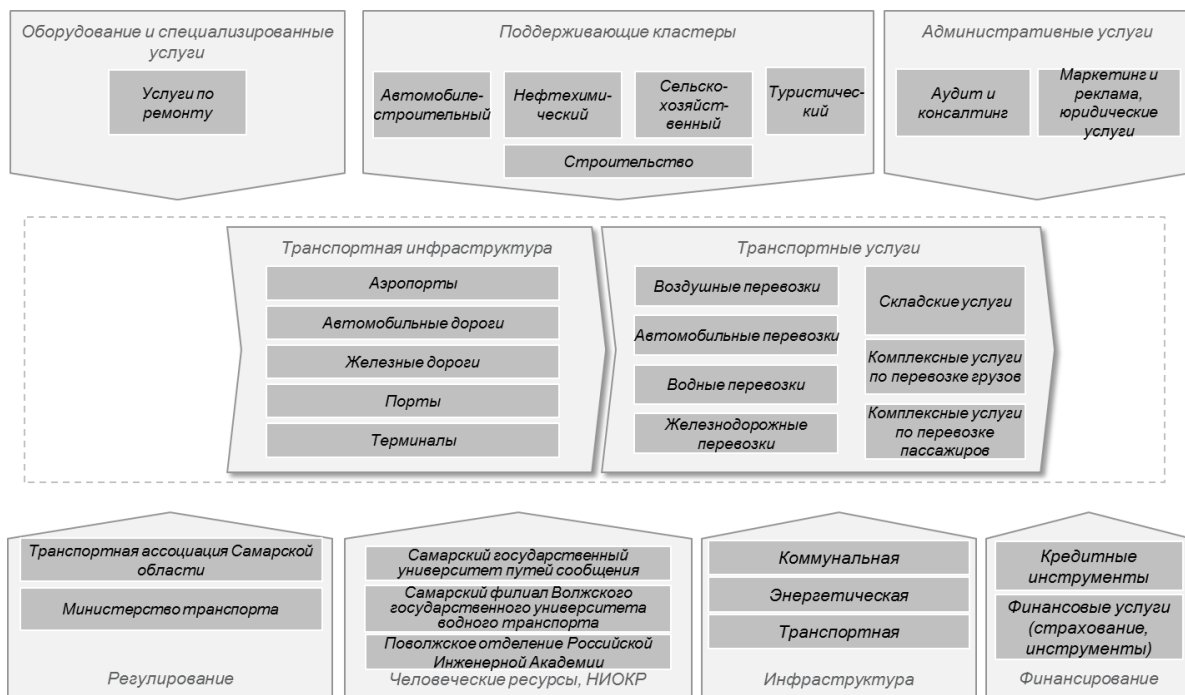 Оборудование и специализированные
услуги
Услуги по
ремонту
Поддерживающие кластеры
Автомобиле-
строительный
Нефтехими-
ческий
Сельско-
хозяйст-
венный
Туристичес-
кий
Строительство
Административные услуги
Аудит и
консалтинг
Маркетинг и
реклама,
юридические
услуги
Транспортная инфраструктура
Аэропорты
Автомобильные дороги
Железные дороги
Порты
Терминалы
Транспортные услуги
Воздушные перевозки
Автомобильные перевозки
Водные перевозки
Железнодорожные
перевозки
Складские услуги
Комплексные услуги
по перевозке грузов
Комплексные услуги
по перевозке
пассажиров
Транспортная ассоциация Самарской
области
Министерство транспорта
Регулирование
Самарский государственный
университет путей сообщения
Самарский филиал Волжского
государственного университета
водного транспорта
Поволжское отделение Российской
Инженерной Академии
Человеческие ресурсы, НИОКР
Коммунальная
Энергетическая
Транспортная
Инфраструктура
Кредитные
инструменты
Финансовые услуги
(страхование,
инструменты)
Финансирование